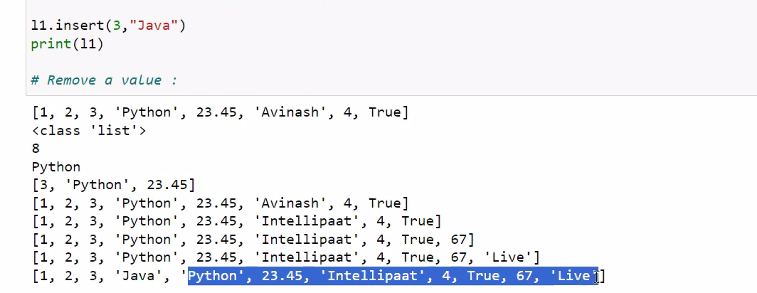 l1.insert(3,"Java")
print(l1)
# Remove a value :
[1, 2, 3, 'Python', 23.45, 'Avinash', 4, True]
<class 'list'>
8
Python
[3, 'Python', 23.45]
[1, 2, 3, 'Python', 23.45, 'Avinash', 4, True]
[1, 2, 3, 'Python', 23.45, 'Intellipaat', 4, True]
[1, 2, 3, 'Python', 23.45, 'Intellipaat', 4, True, 67]
[1, 2, 3, 'Python', 23.45, 'Intellipaat', 4, True, 67, 'Live']
[1, 2, 3, 'Java', 'Python', 23.45, 'Intellipaat', 4, True, 67, 'Live']